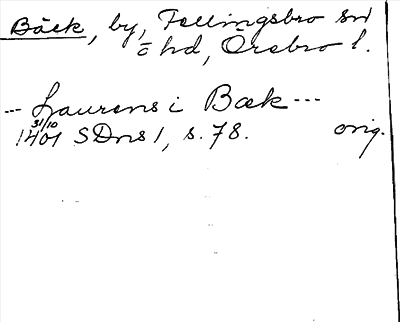 Bäck, by, Fellingsbro sn
o hd, Örebro l.
--- Laurens i Bæk ---
31/10
1401 SDns 1, s. 78. orig.